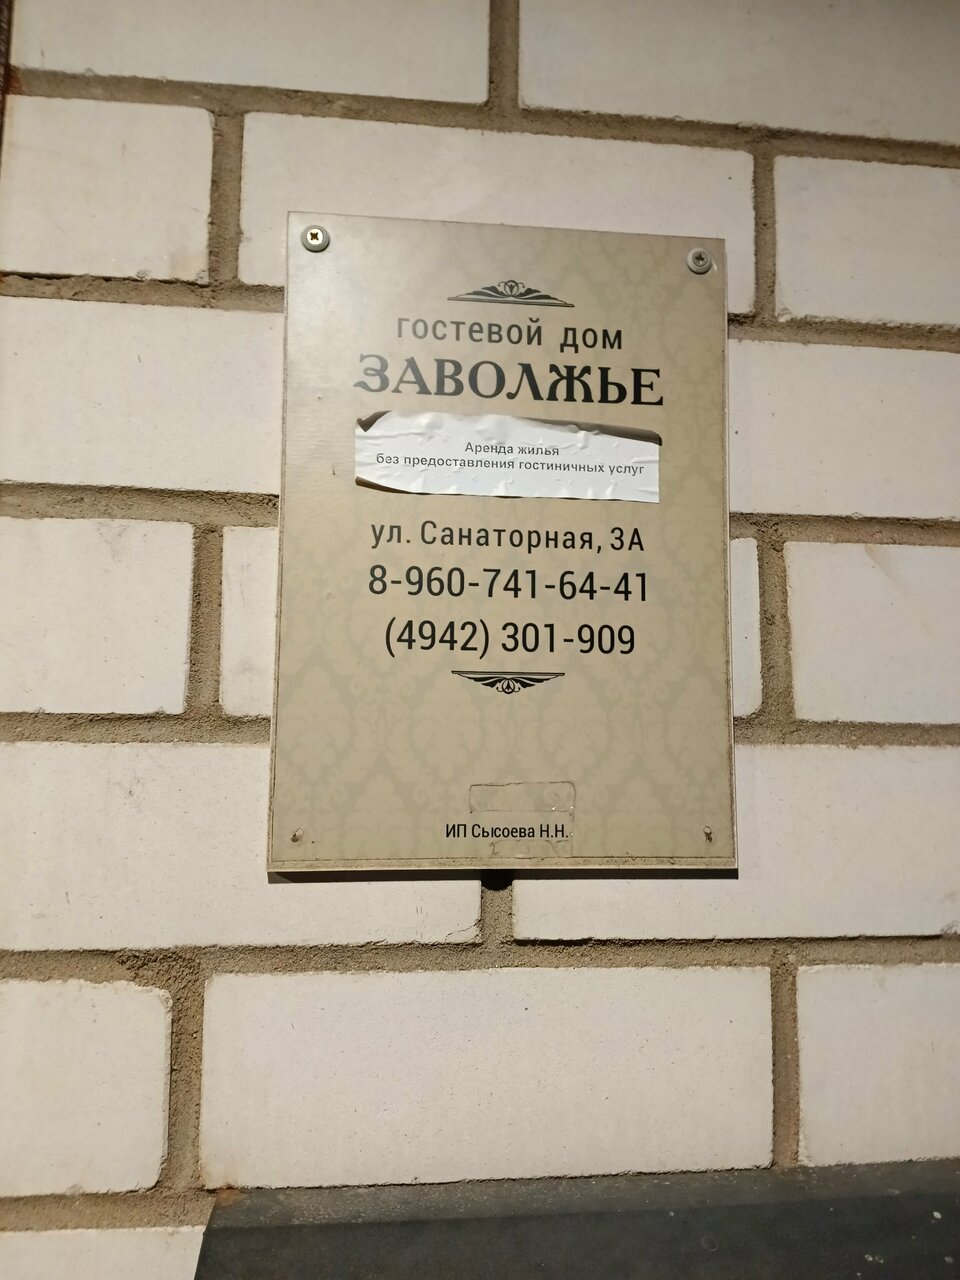 гостевой дом
ЗАВОЛЖЬЕ
Аренда жилья
без предоставления гостиничных услуг
ул. Санаторная, 3А
8-960-741-64-41
(4942) 301-909
ИП Сысоева Н.Н.